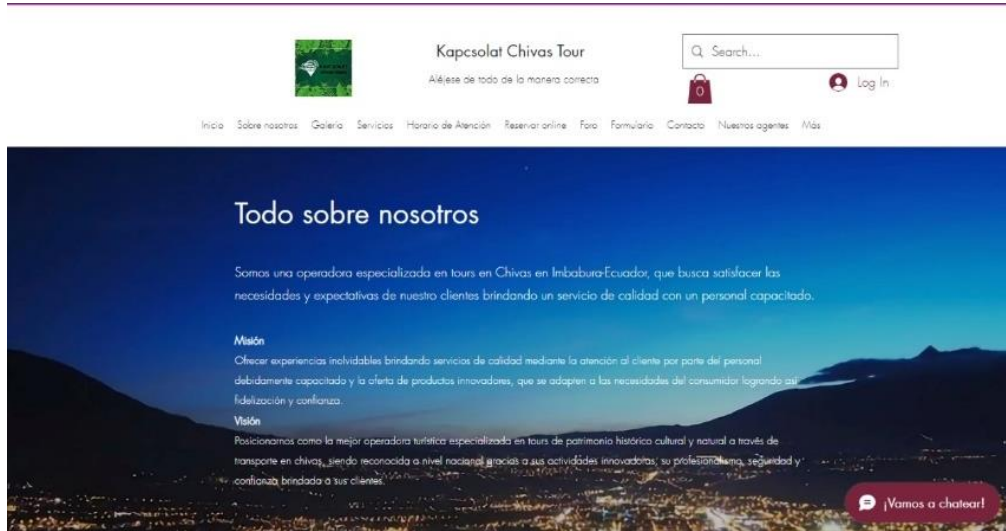 Kapcsolat Chivas Tour
Aléjese de todo de la manera correcta
Search...
0
Log In
Inicio Sobre nosotros Galería Servicios Horario de Atención Reservar online Foro Formulario Contacto Nuestros agentes Más
Todo sobre nosotros
Somos una operadora especializada en tours en Chivas en Imbabura-Ecuador, que busca satisfacer las
necesidades y expectativas de nuestro clientes brindando un servicio de calidad con un personal capacitado.
Misión
Ofrecer experiencias inolvidables brindando servicios de calidad mediante la atención al cliente por parte del personal
debidamente capacitado y la oferta de productos innovadores, que se adapten a las necesidades del consumidor logrando así
fidelización y confianza.
Visión
Posicionarnos como la mejor operadora turística especializada en tours de patrimonio histórico cultural y natural a través de
transporte en chivas, siendo reconocida a nivel nacional gracias a sus actividades innovadoras, su profesionalismo, seguridad y
confianza brindada a sus clientes.
¡Vamos a chatear!